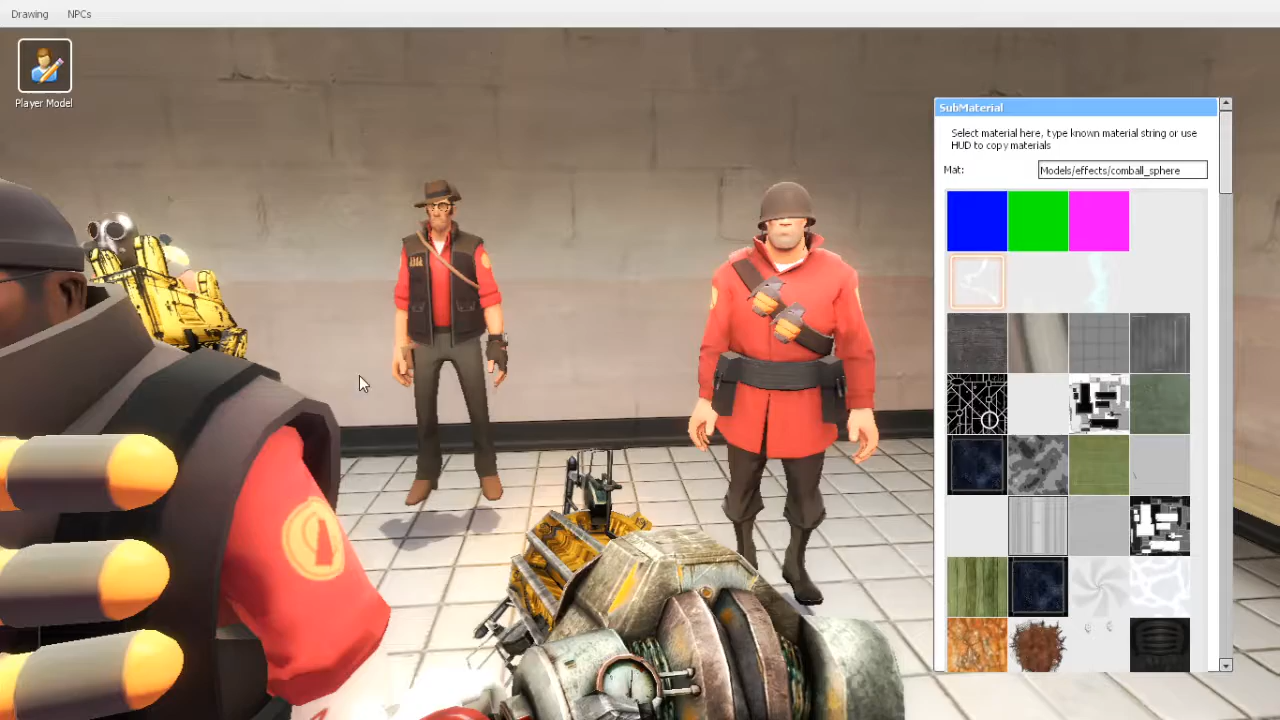 Drawing
NPCs
Player Model
SubMaterial
Select material here, type known material string or use
HUD to copy materials
Mat:
Models/effects/comball_sphere